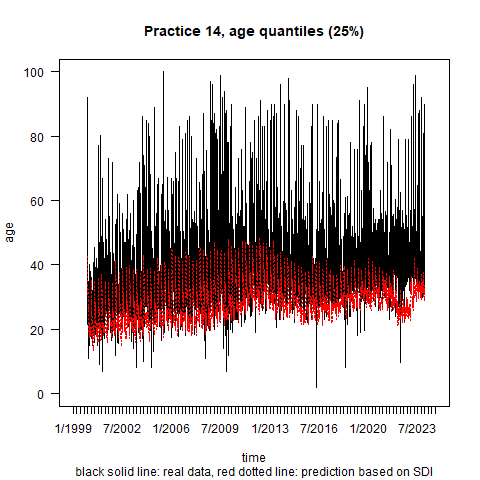 Practice 14, age quantiles (25%)
age
100
80
60
40
20
0
1/1999 7/2002 1/2006 7/2009 1/2013 7/2016 1/2020 7/2023
time
black solid line: real data, red dotted line: prediction based on SDI